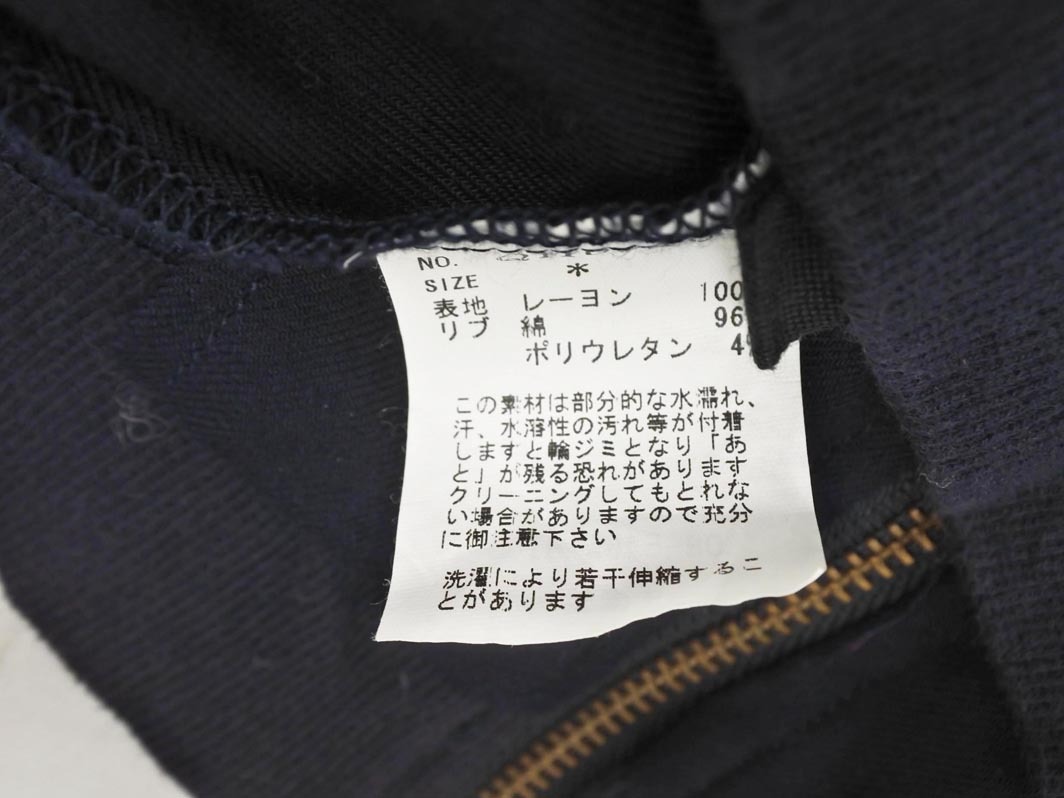 NO.
SIZE *
表地 レーヨン 100
リブ 綿 96
ポリウレタン 4
この素材は部分的な水濡れ、
汗、水溶性の汚れ等が付着
しますと輪ジミとなり「あ
と」が残る恐れがあります
クリーニングしてもとれな
い場合がありますので充分
に御注意下さい
洗濯により若干伸縮するこ
とがあります